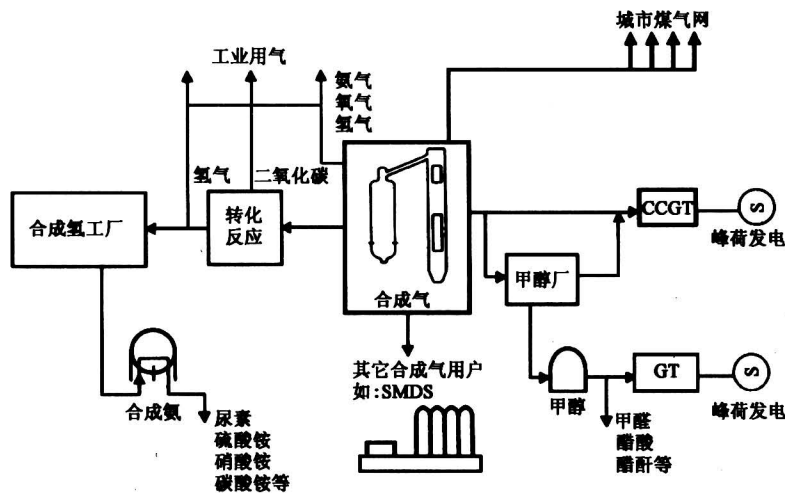 城市煤气网
工业用气
氨气
氧气
氢气
氢气
二氧化碳
合成氢工厂
转化
反应
合成气
CCGT
S
峰荷发电
甲醇厂
其它合成气用户
如:SMDS
甲醇
GT
S
峰荷发电
合成氨
尿素
硫酸铵
硝酸铵
碳酸铵等
甲醛
醋酸
醋酐等